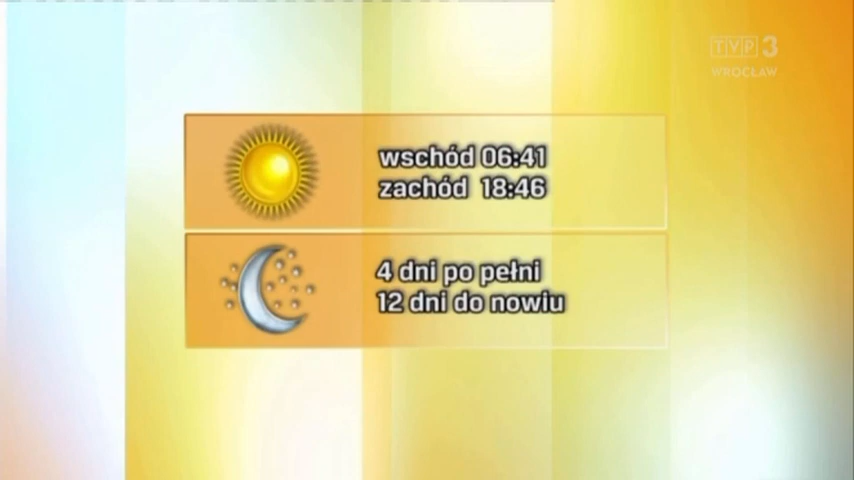 TVP3
WROCŁAW
wschód 06:41
zachód 18:46
4 dni po pełni
12 dni do nowiu